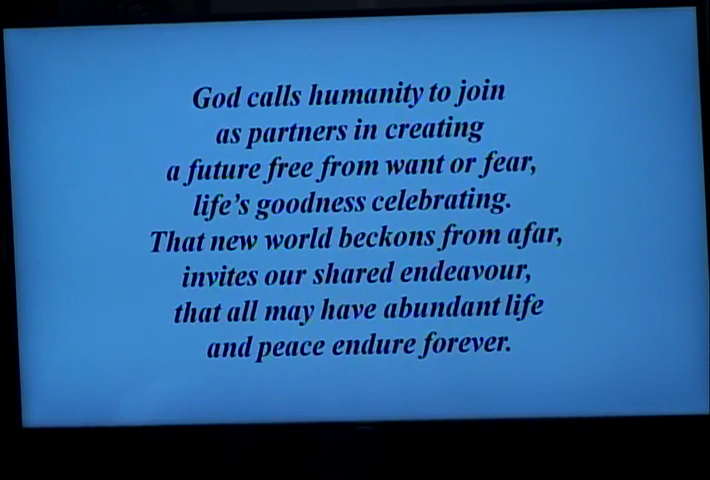 God calls humanity to join
as partners in creating
a future free from want or fear,
life's goodness celebrating.
That new world beckons from afar,
invites our shared endeavour,
that all may have abundant life
and peace endure forever.